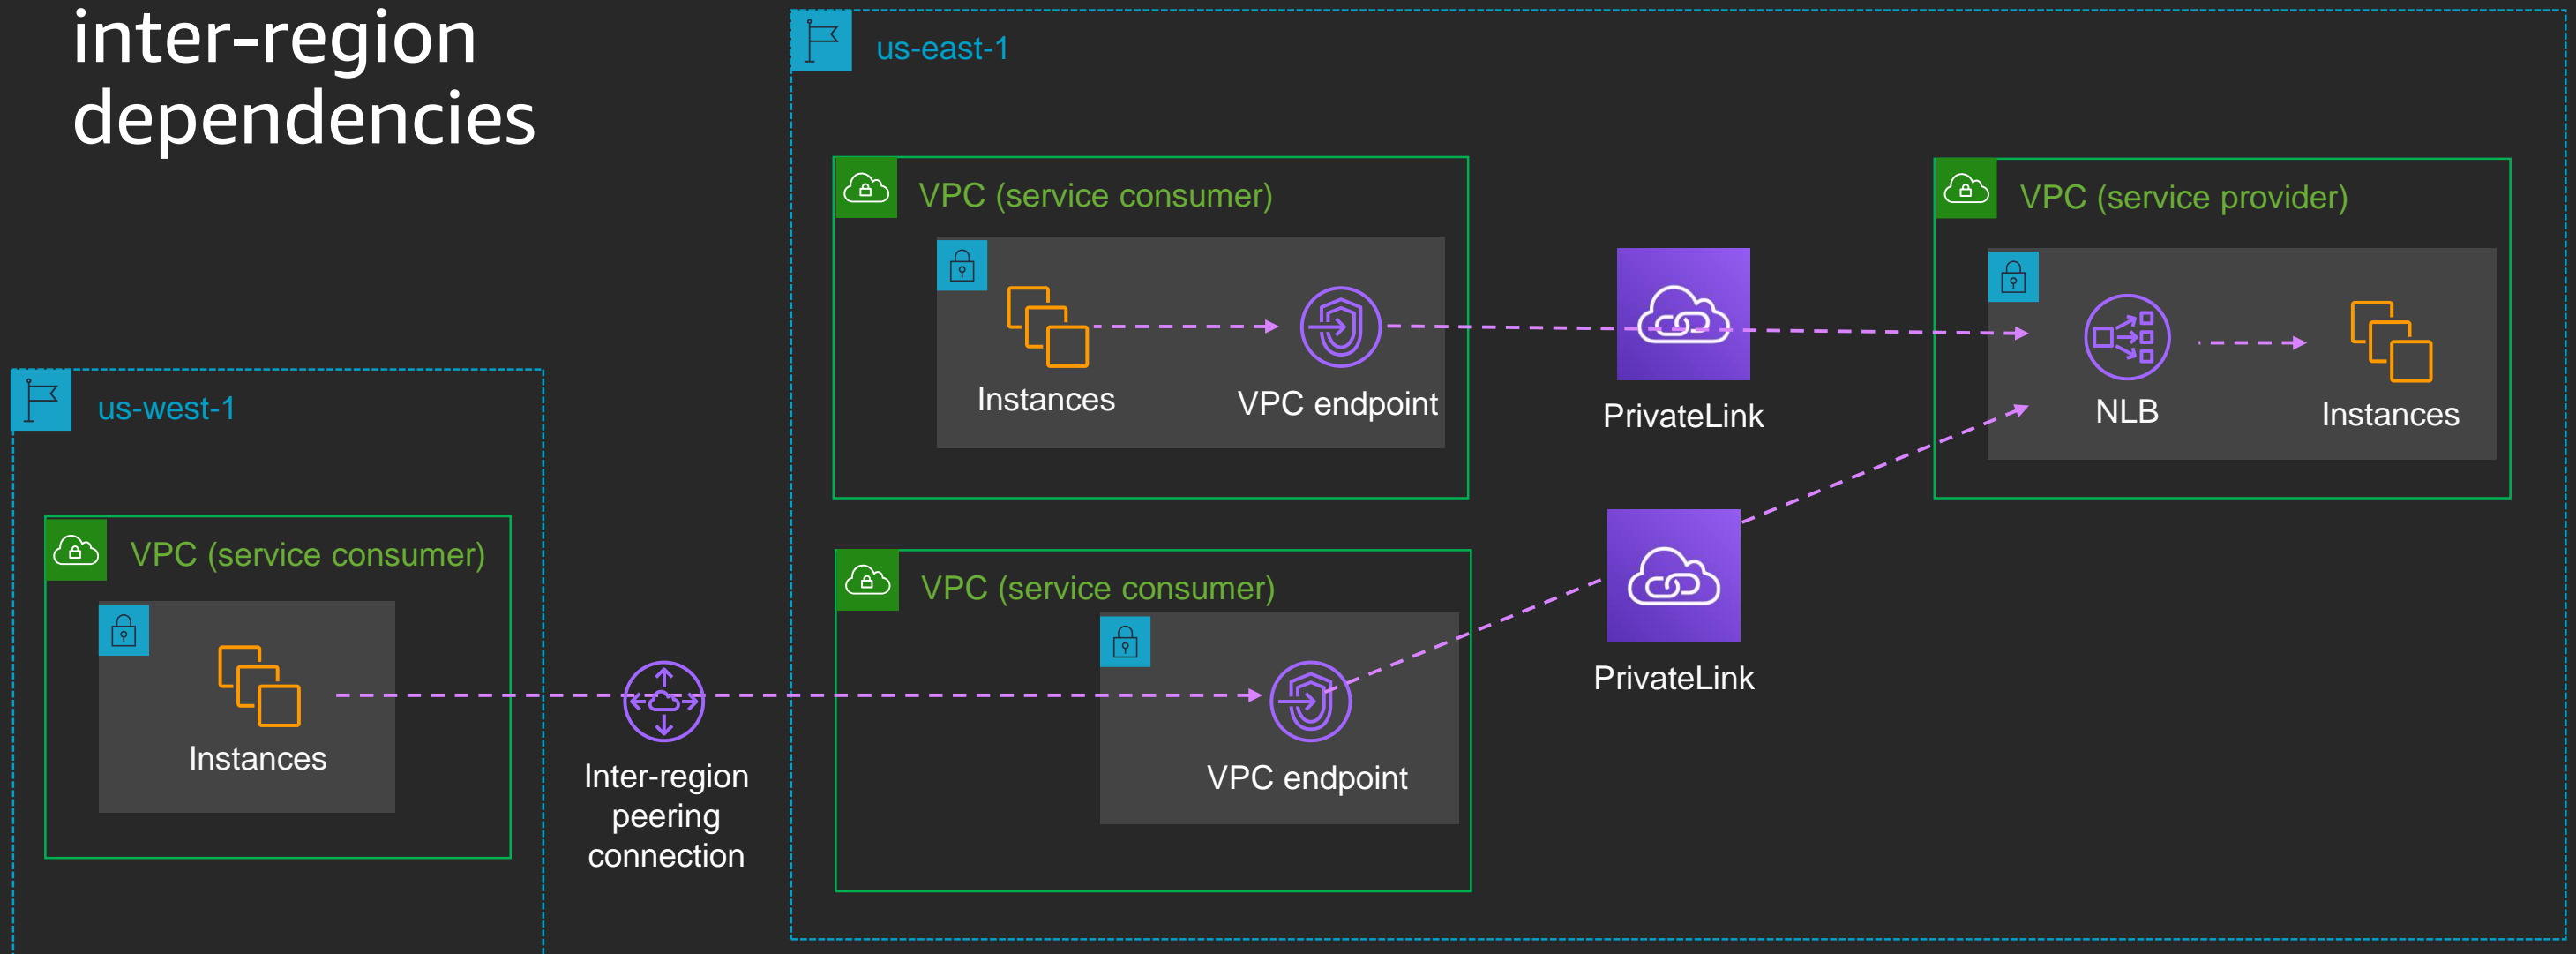 inter-region
dependencies
us-east-1
VPC (service consumer)
Instances
VPC endpoint
PrivateLink
VPC (service provider)
NLB
Instances
us-west-1
VPC (service consumer)
Instances
Inter-region
peering
connection
VPC (service consumer)
VPC endpoint
PrivateLink